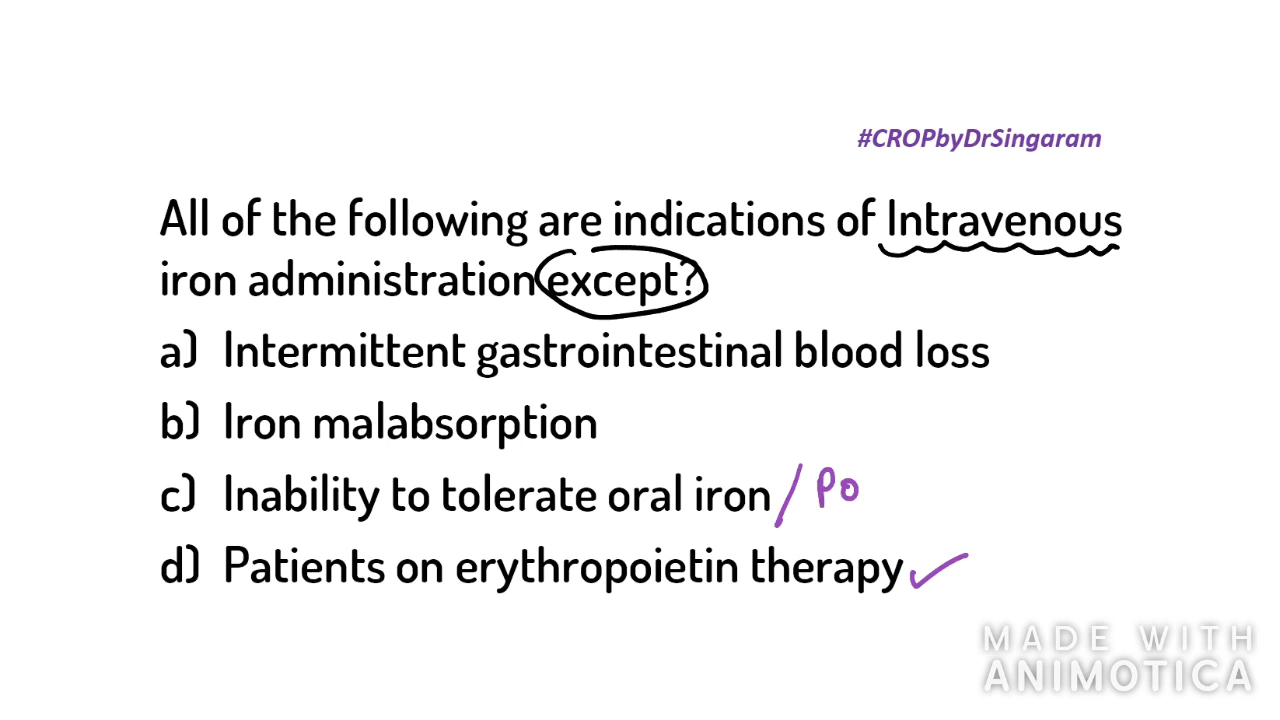 #CROPbyDrSingaram
All of the following are indications of Intravenous
iron administration except?
a) Intermittent gastrointestinal blood loss
b) Iron malabsorption
c) Inability to tolerate oral iron / Po
d) Patients on erythropoietin therapy ✓
MADE WITH
ANIMOTICA